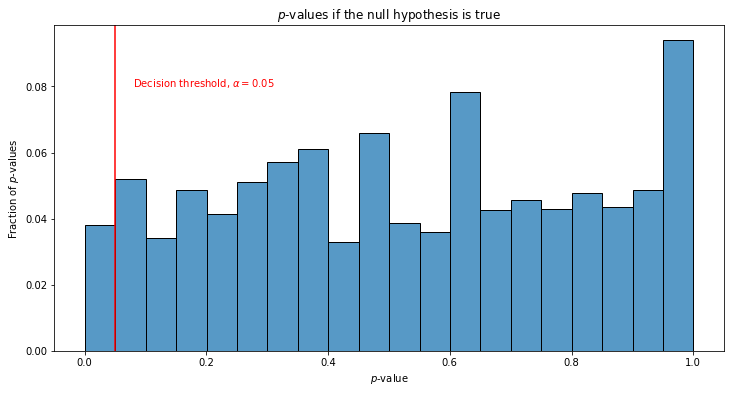 p-values if the null hypothesis is true
Decision threshold, α = 0.05
Fraction of p-values
0.08
0.06
0.04
0.02
0.00
0.0 0.2 0.4 0.6 0.8 1.0
p-value